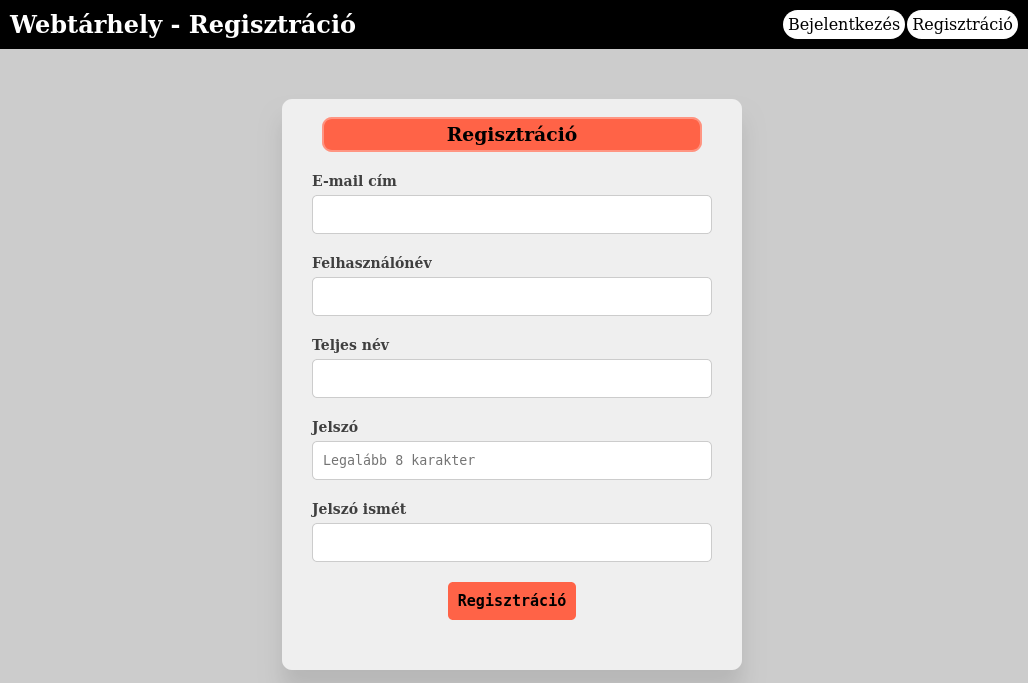 Webtárhely - Regisztráció
Bejelentkezés Regisztráció
Regisztráció
E-mail cím
Felhasználónév
Teljes név
Jelszó
Legalább 8 karakter
Jelszó ismét
Regisztráció